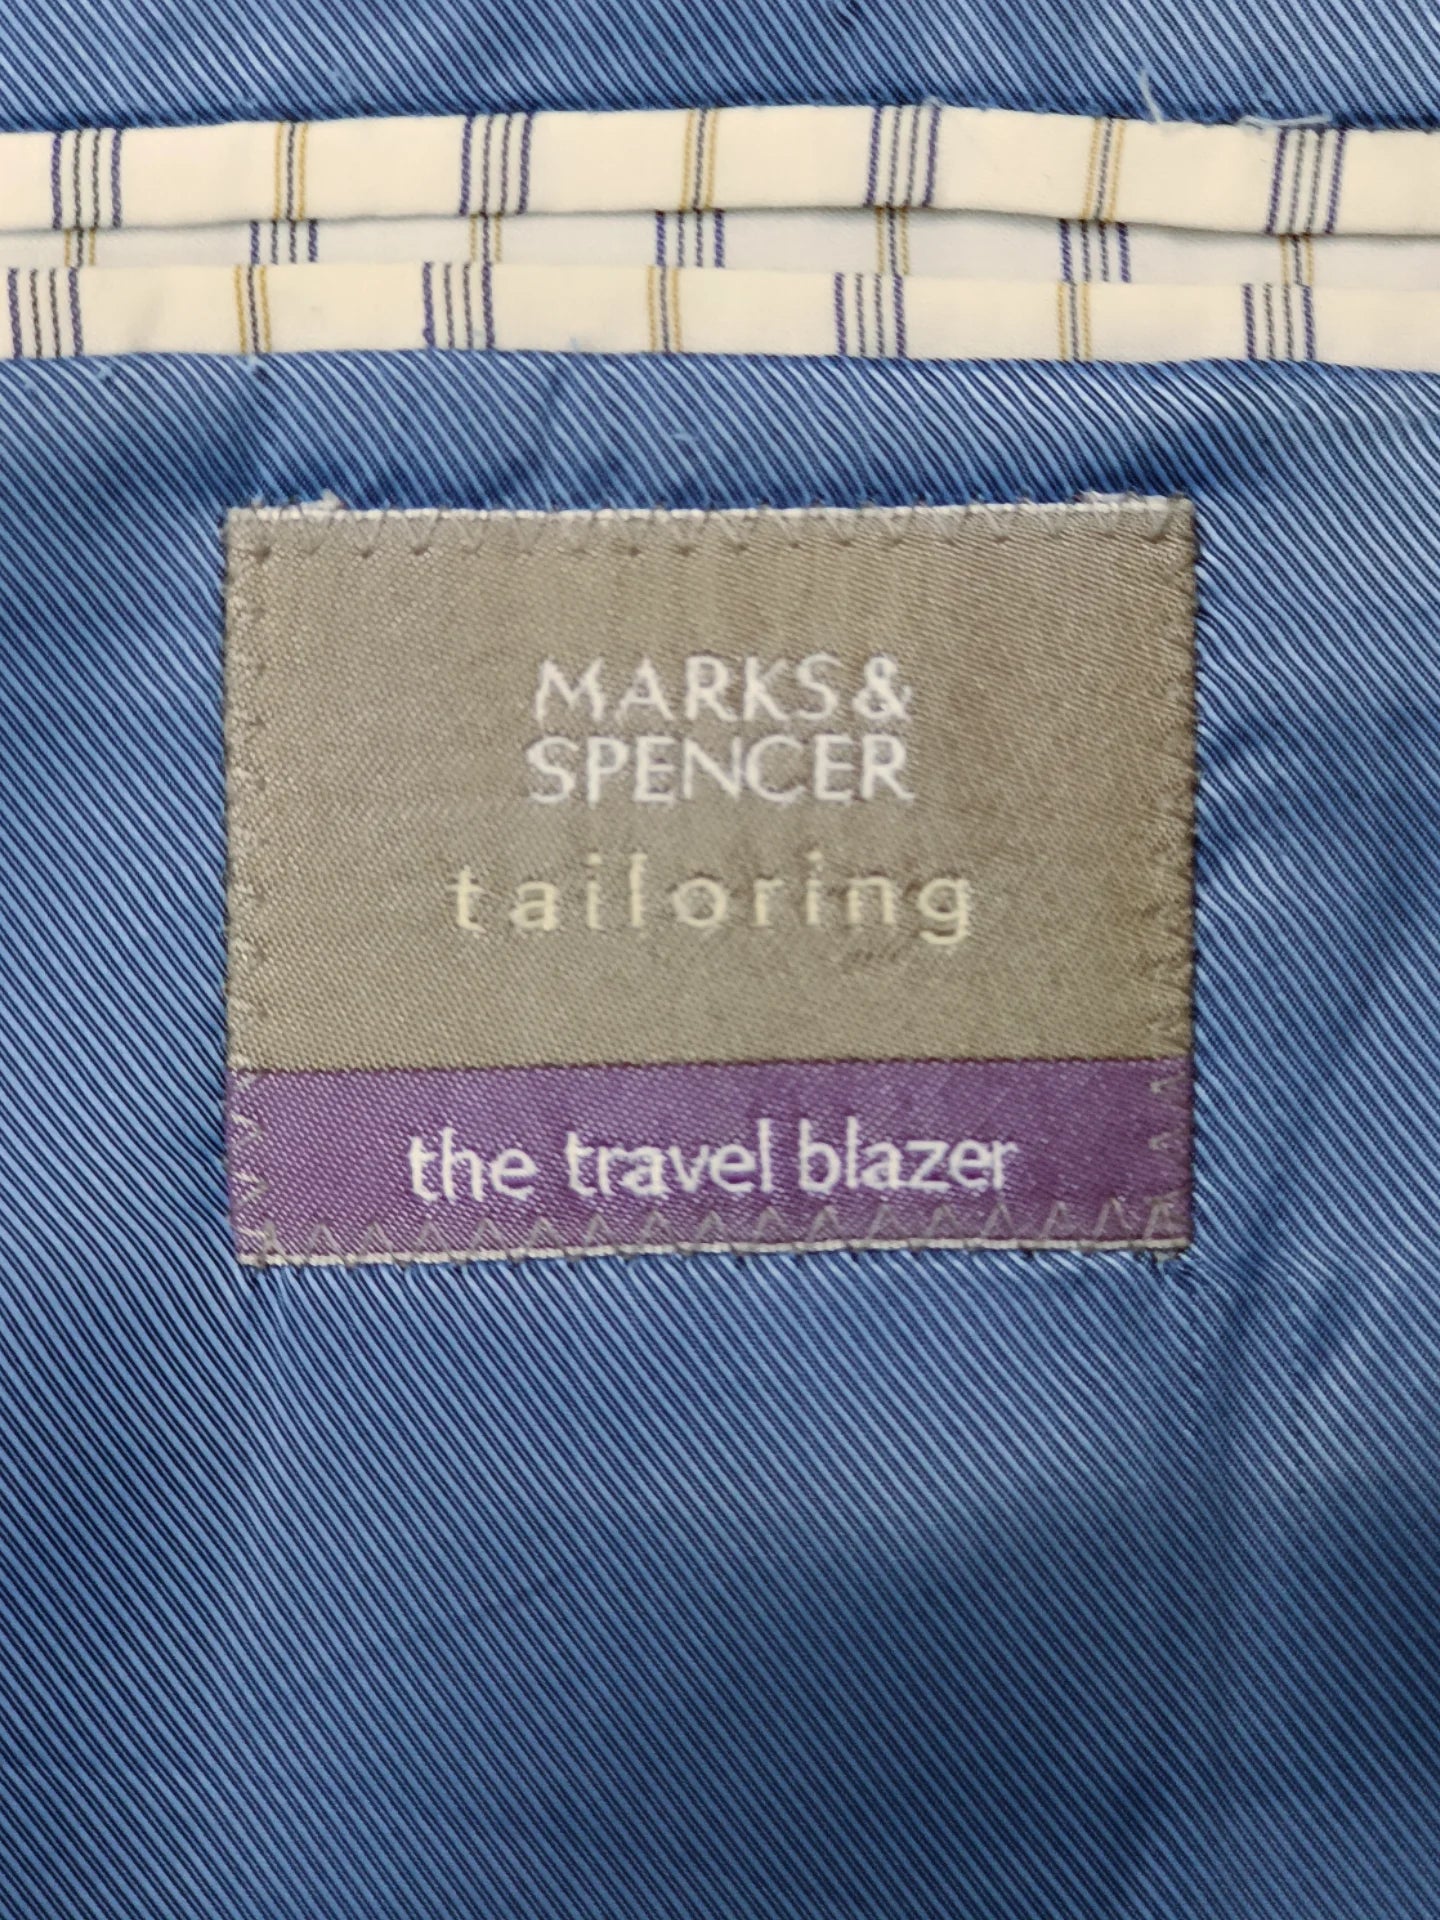 MARKS&
SPENCER
tailoring
the travel blazer